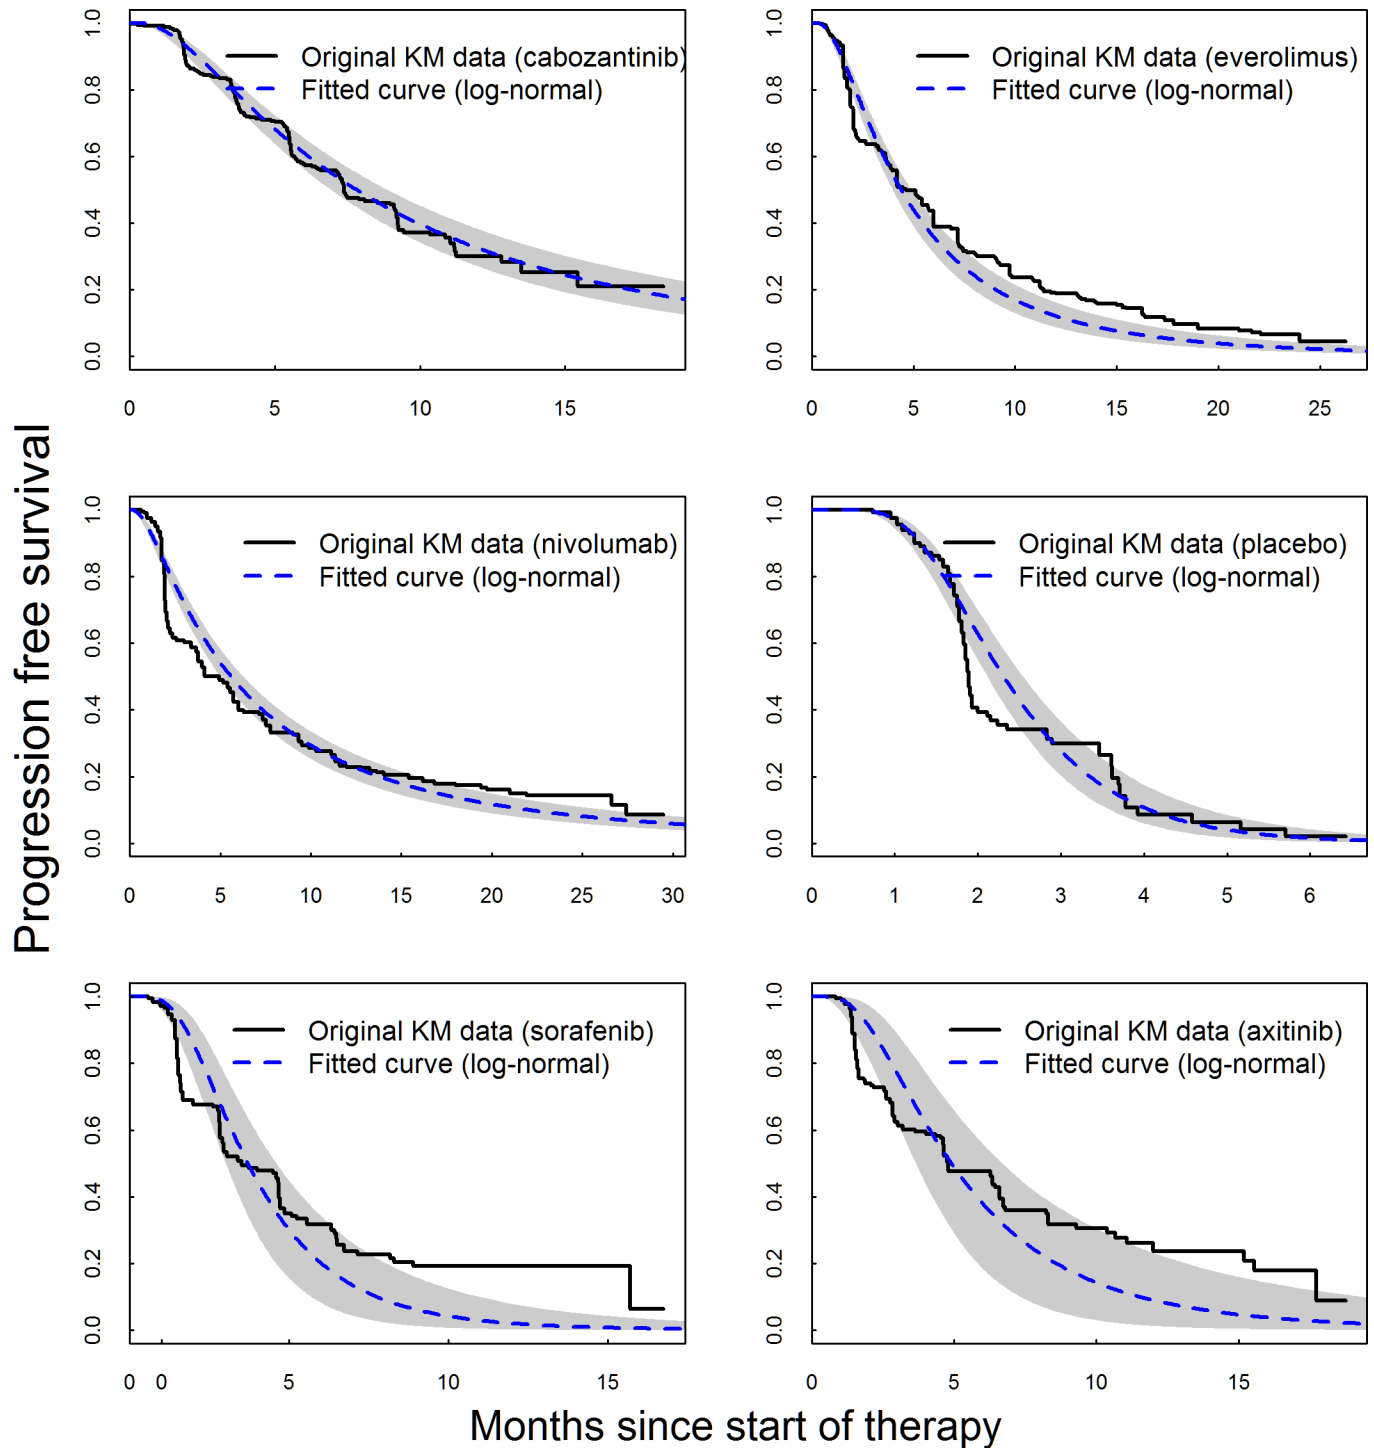 Progression free survival
1.0
0.8
0.6
0.4
0.2
0.0
Original KM data (cabozantinib)
Fitted curve (log-normal)
0 5 10 15
1.0
0.8
0.6
0.4
0.2
0.0
Original KM data (everolimus)
Fitted curve (log-normal)
0 5 10 15 20 25
1.0
0.8
0.6
0.4
0.2
0.0
Original KM data (nivolumab)
Fitted curve (log-normal)
0 5 10 15 20 25 30
1.0
0.8
0.6
0.4
0.2
0.0
Original KM data (placebo)
Fitted curve (log-normal)
0 1 2 3 4 5 6
1.0
0.8
0.6
0.4
0.2
0.0
Original KM data (sorafenib)
Fitted curve (log-normal)
0 0 5 10 15
1.0
0.8
0.6
0.4
0.2
0.0
Original KM data (axitinib)
Fitted curve (log-normal)
0 5 10 15
Months since start of therapy